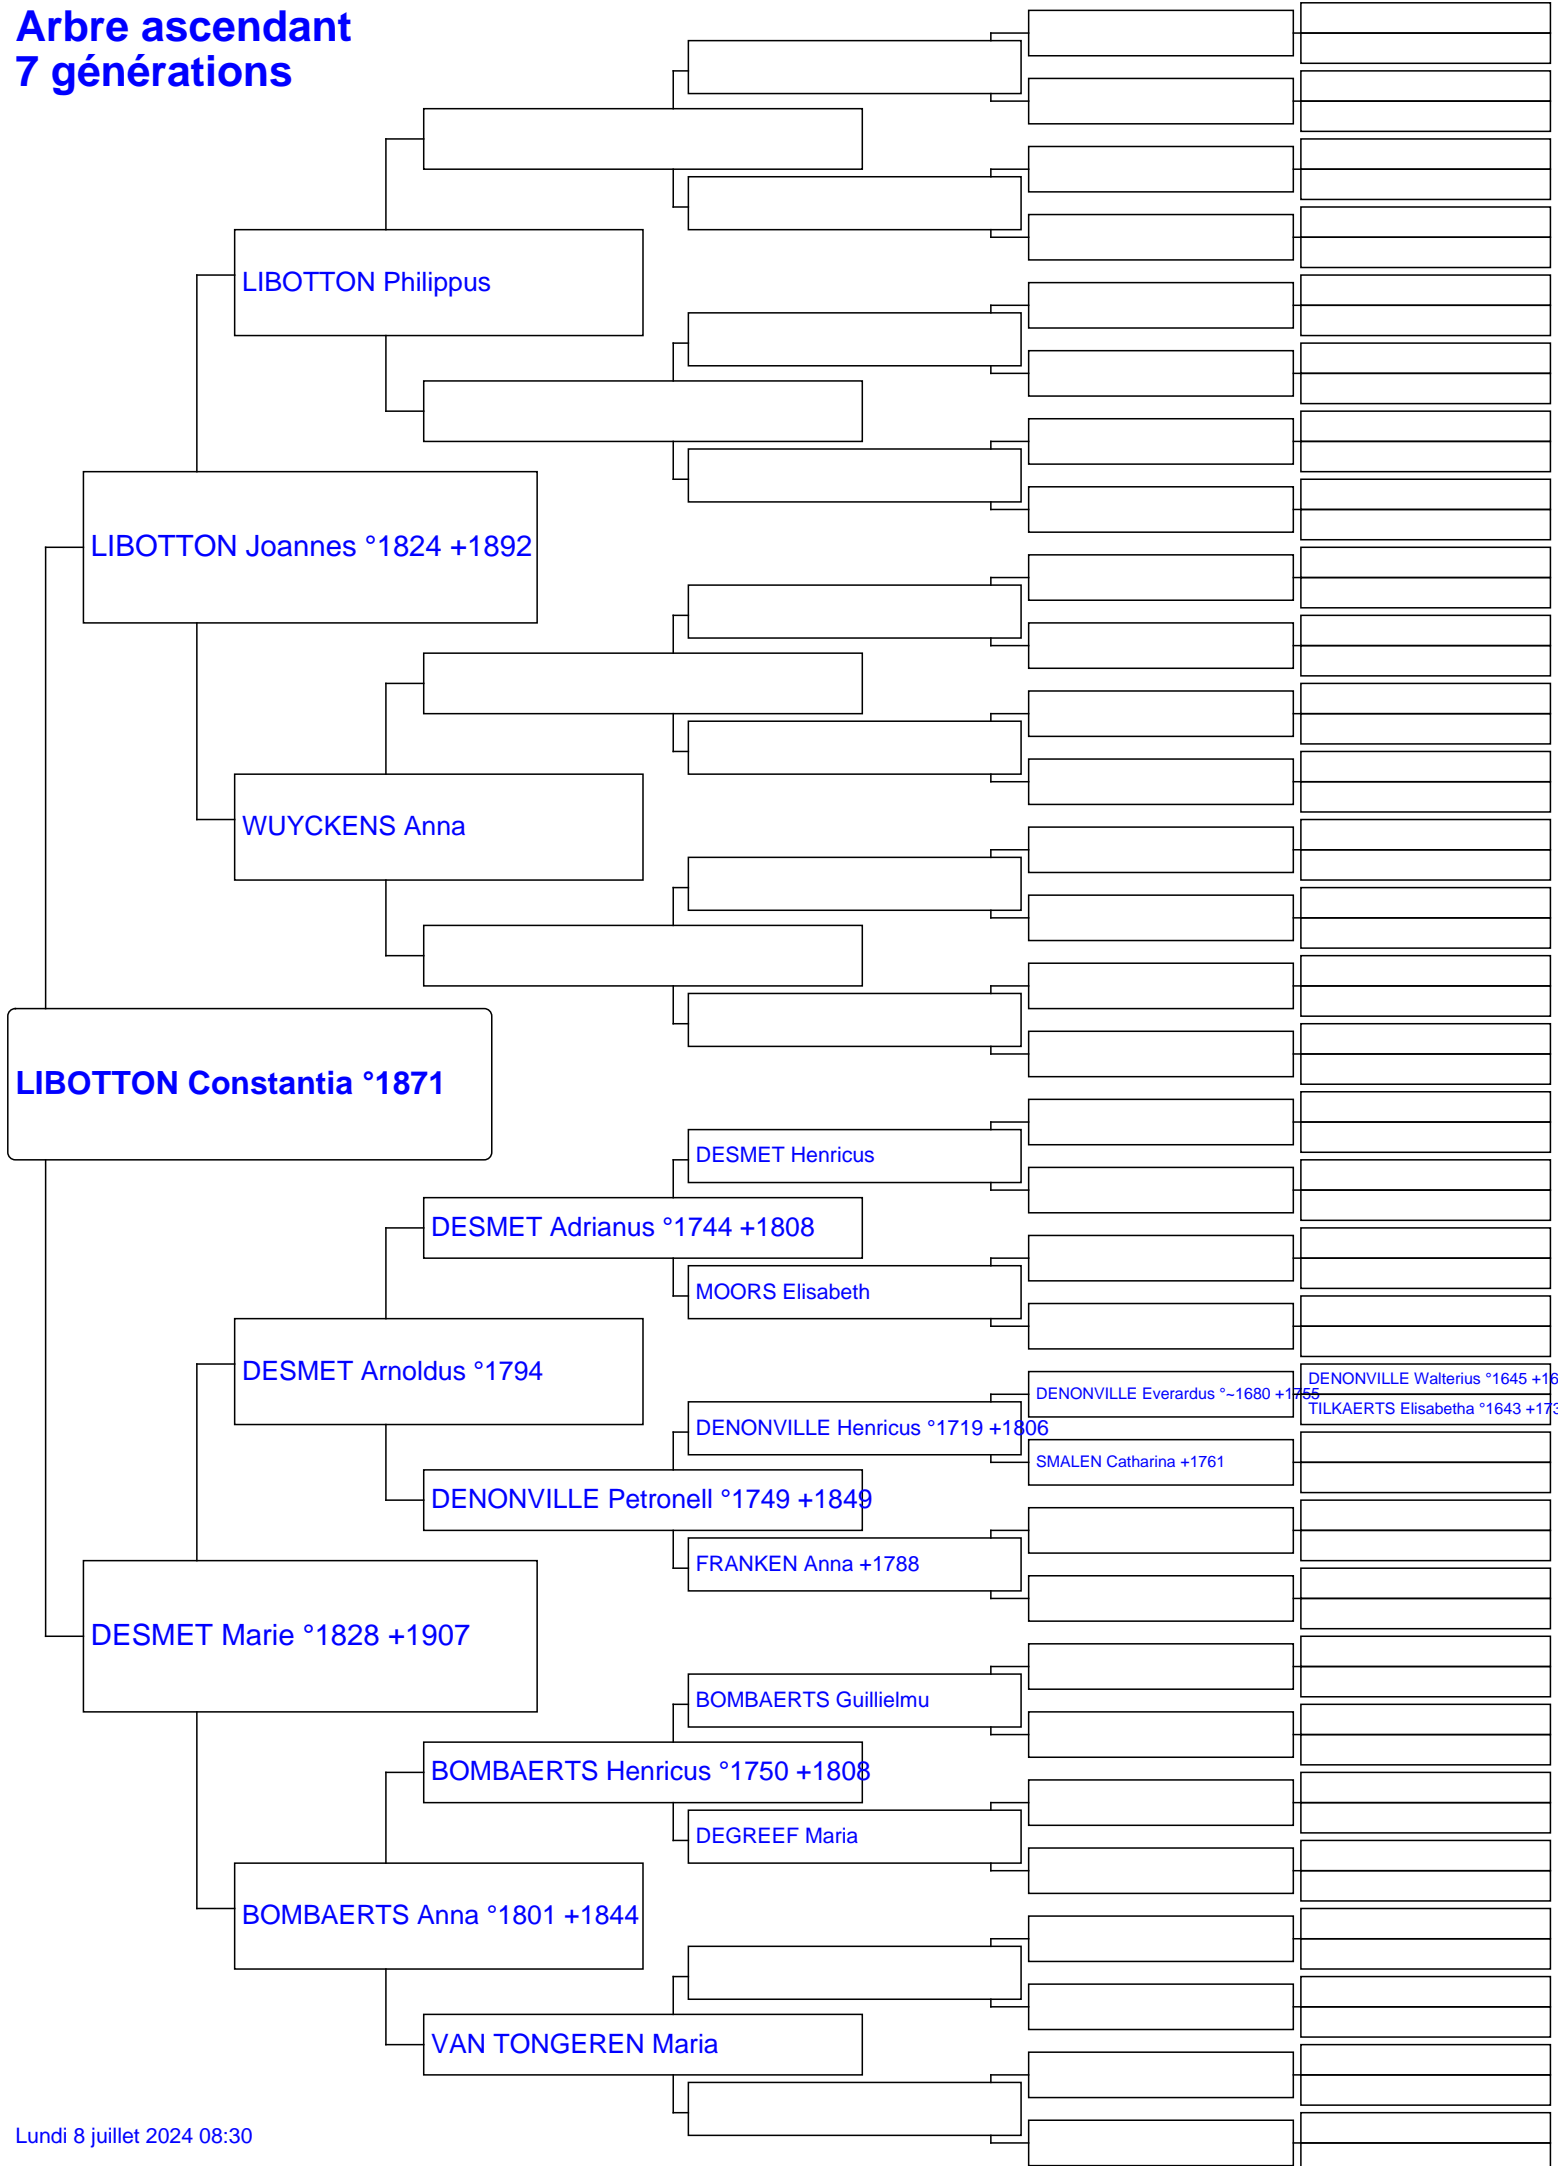 Arbre ascendant
7 générations
LIBOTTON Philippus
LIBOTTON Joannes °1824 +1892
WUYCKENS Anna
LIBOTTON Constantia °1871
DESMET Henricus
DESMET Adrianus °1744 +1808
MOORS Elisabeth
DESMET Arnoldus °1794
DENONVILLE Walterius °1645 +16
DENONVILLE Everardus °~1680 +1755
TILKAERTS Elisabetha °1643 +173
DENONVILLE Henricus °1719 +1806
SMALEN Catharina +1761
DENONVILLE Petronell °1749 +1849
FRANKEN Anna +1788
DESMET Marie °1828 +1907
BOMBAERTS Guillielmu
BOMBAERTS Henricus °1750 +1808
DEGREEF Maria
BOMBAERTS Anna °1801 +1844
VAN TONGEREN Maria
Lundi 8 juillet 2024 08:30